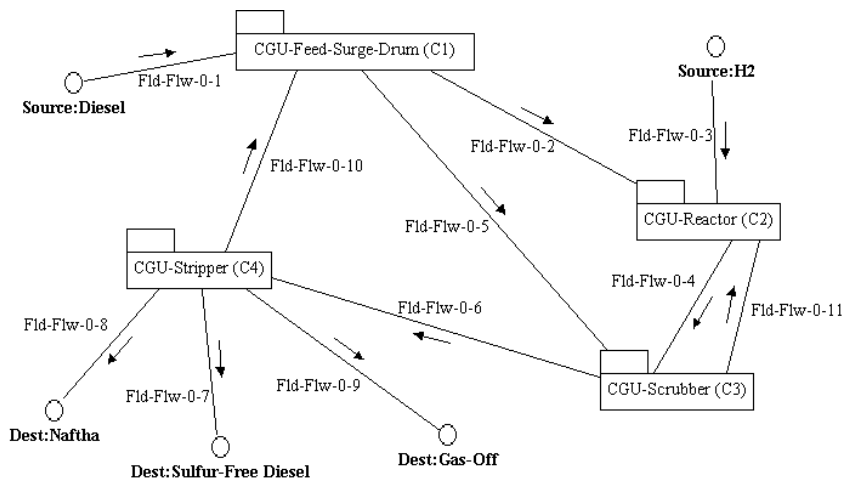 CGU-Feed-Surge-Drum (C1)
Source:H2
Fld-Flw-0-1
Source:Diesel
Fld-Flw-0-2
Fld-Flw-0-3
Fld-Flw-0-10
CGU-Reactor (C2)
Fld-Flw-0-5
CGU-Stripper (C4)
Fld-Flw-0-4
Fld-Flw-0-6
Fld-Flw-0-11
Fld-Flw-0-8
Fld-Flw-0-9
CGU-Scrubber (C3)
Fld-Flw-0-7
Dest:Naftha
Dest:Sulfur-Free Diesel
Dest:Gas-Off